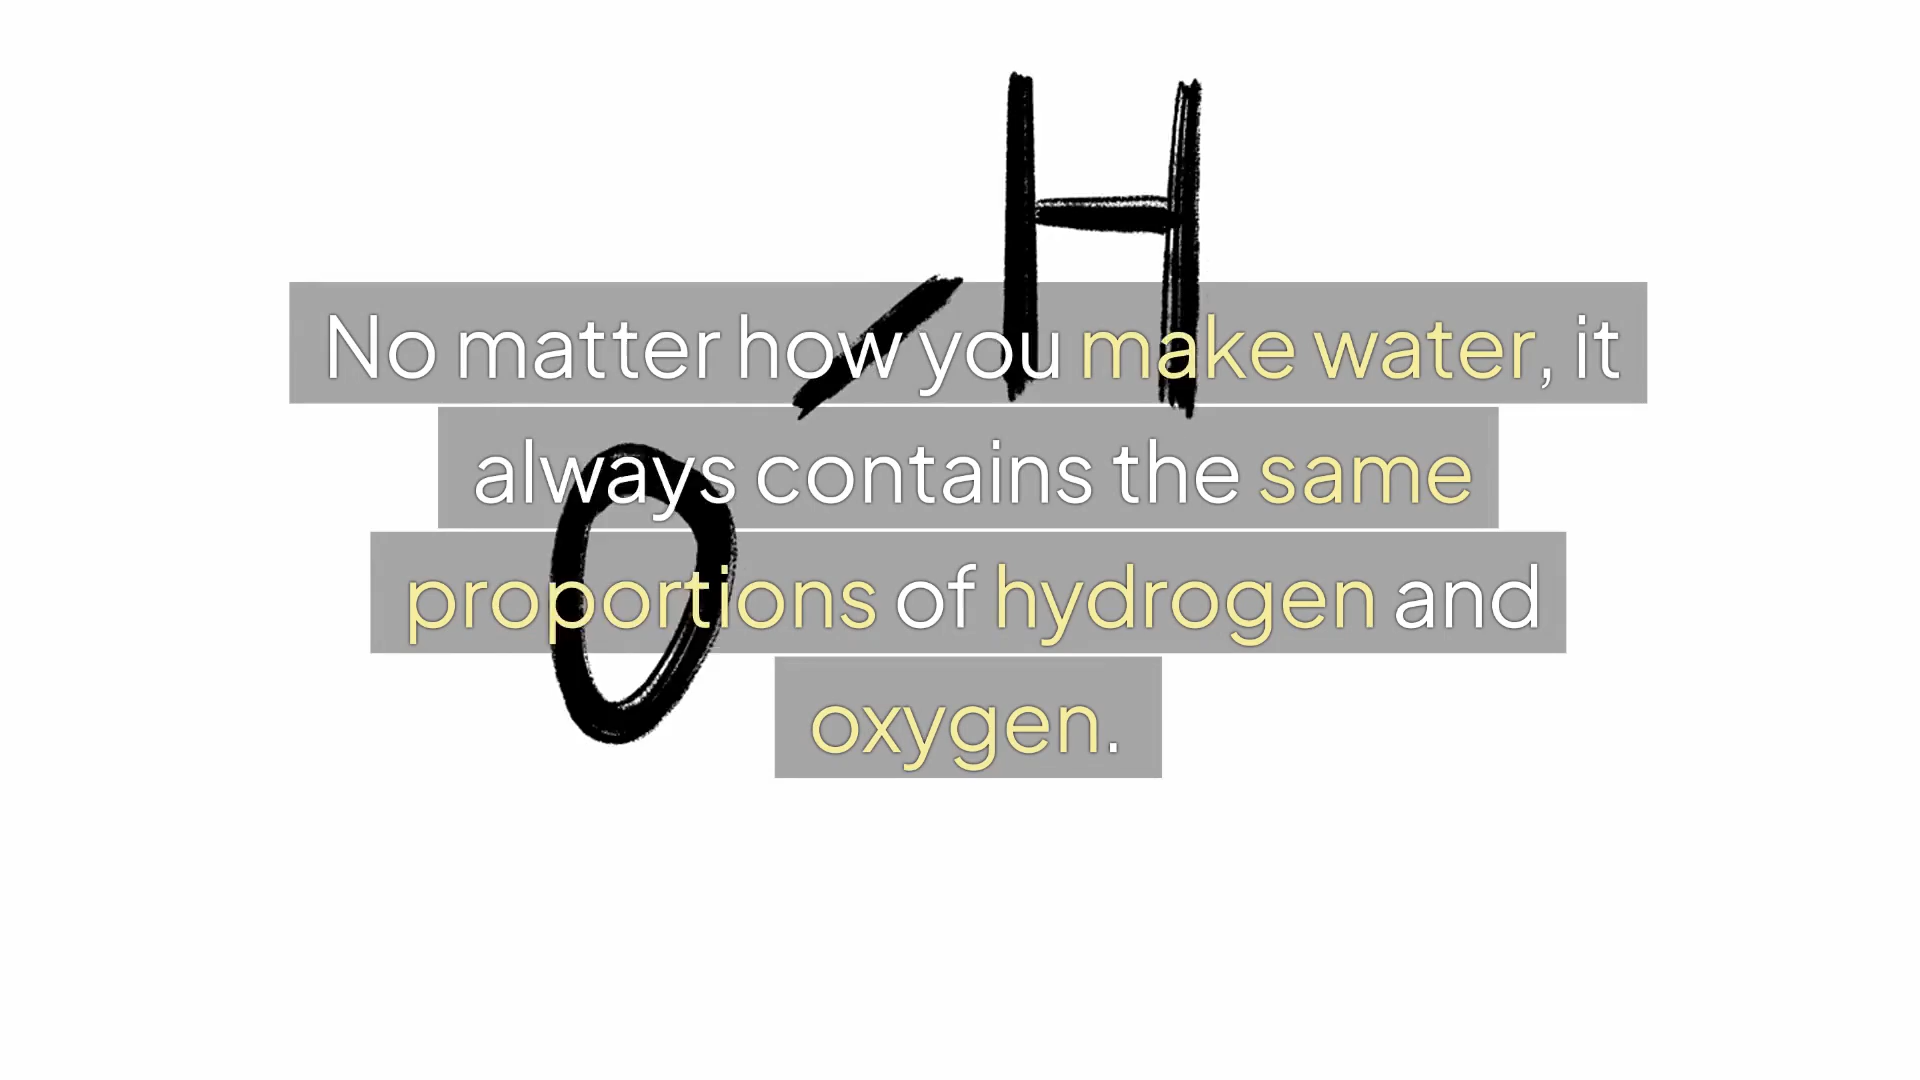 H
No matter how you make water, it
always contains the same
proportions of hydrogen and
oxygen.
O